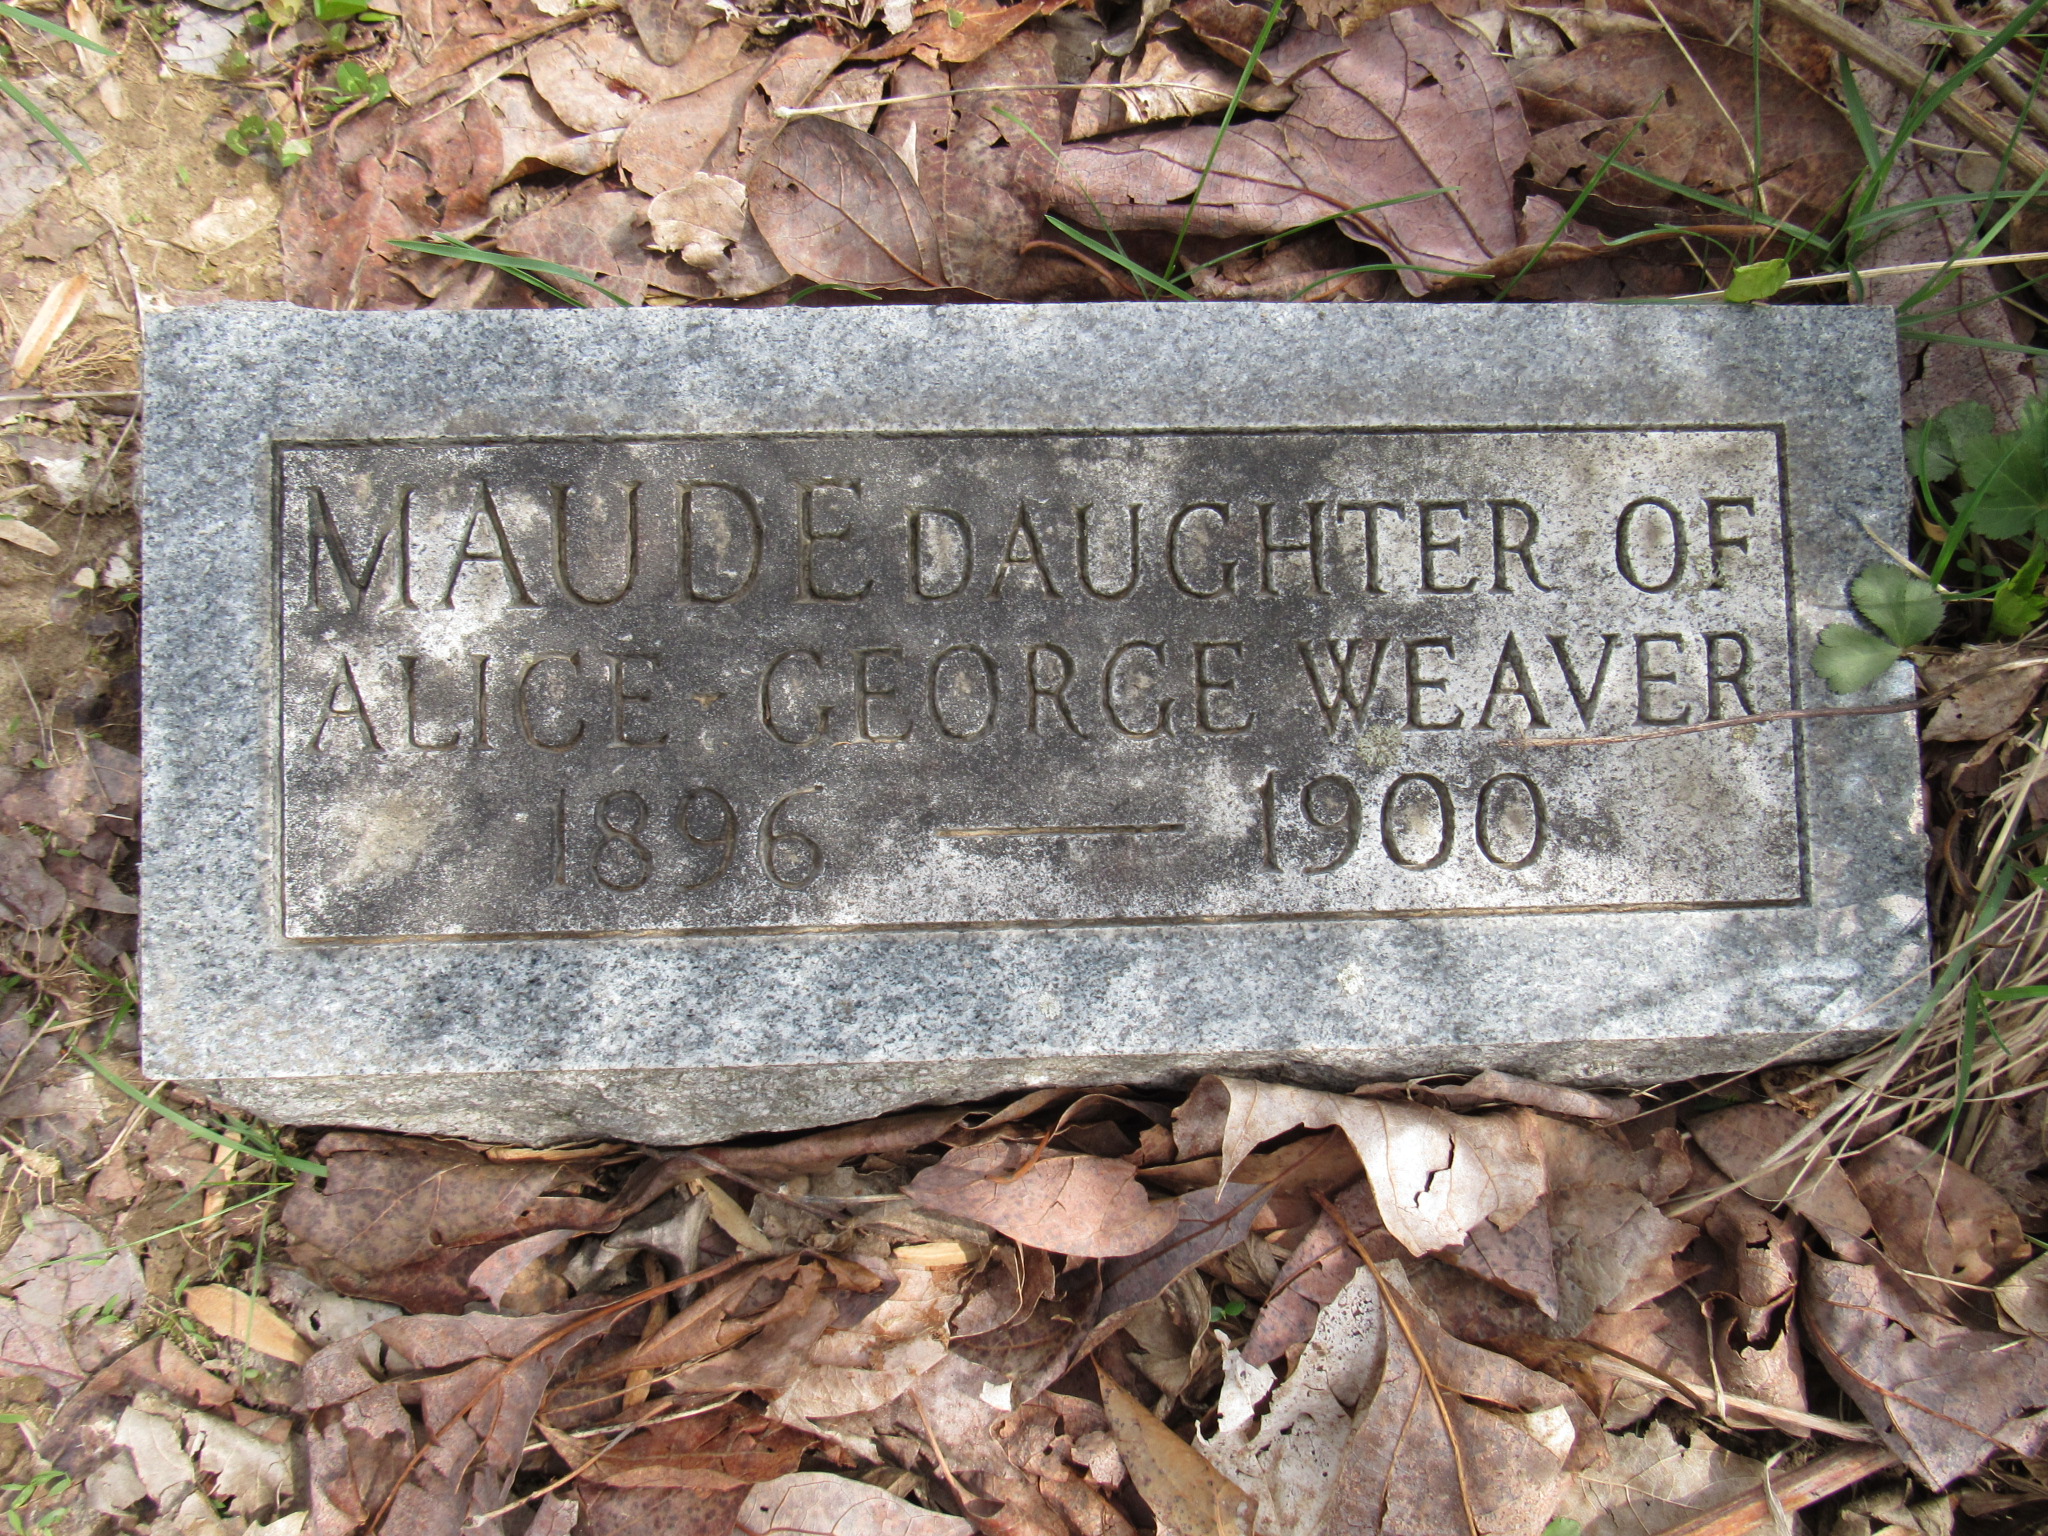 MAUDE DAUGHTER OF
ALICE - GEORGE WEAVER
1896 — 1900